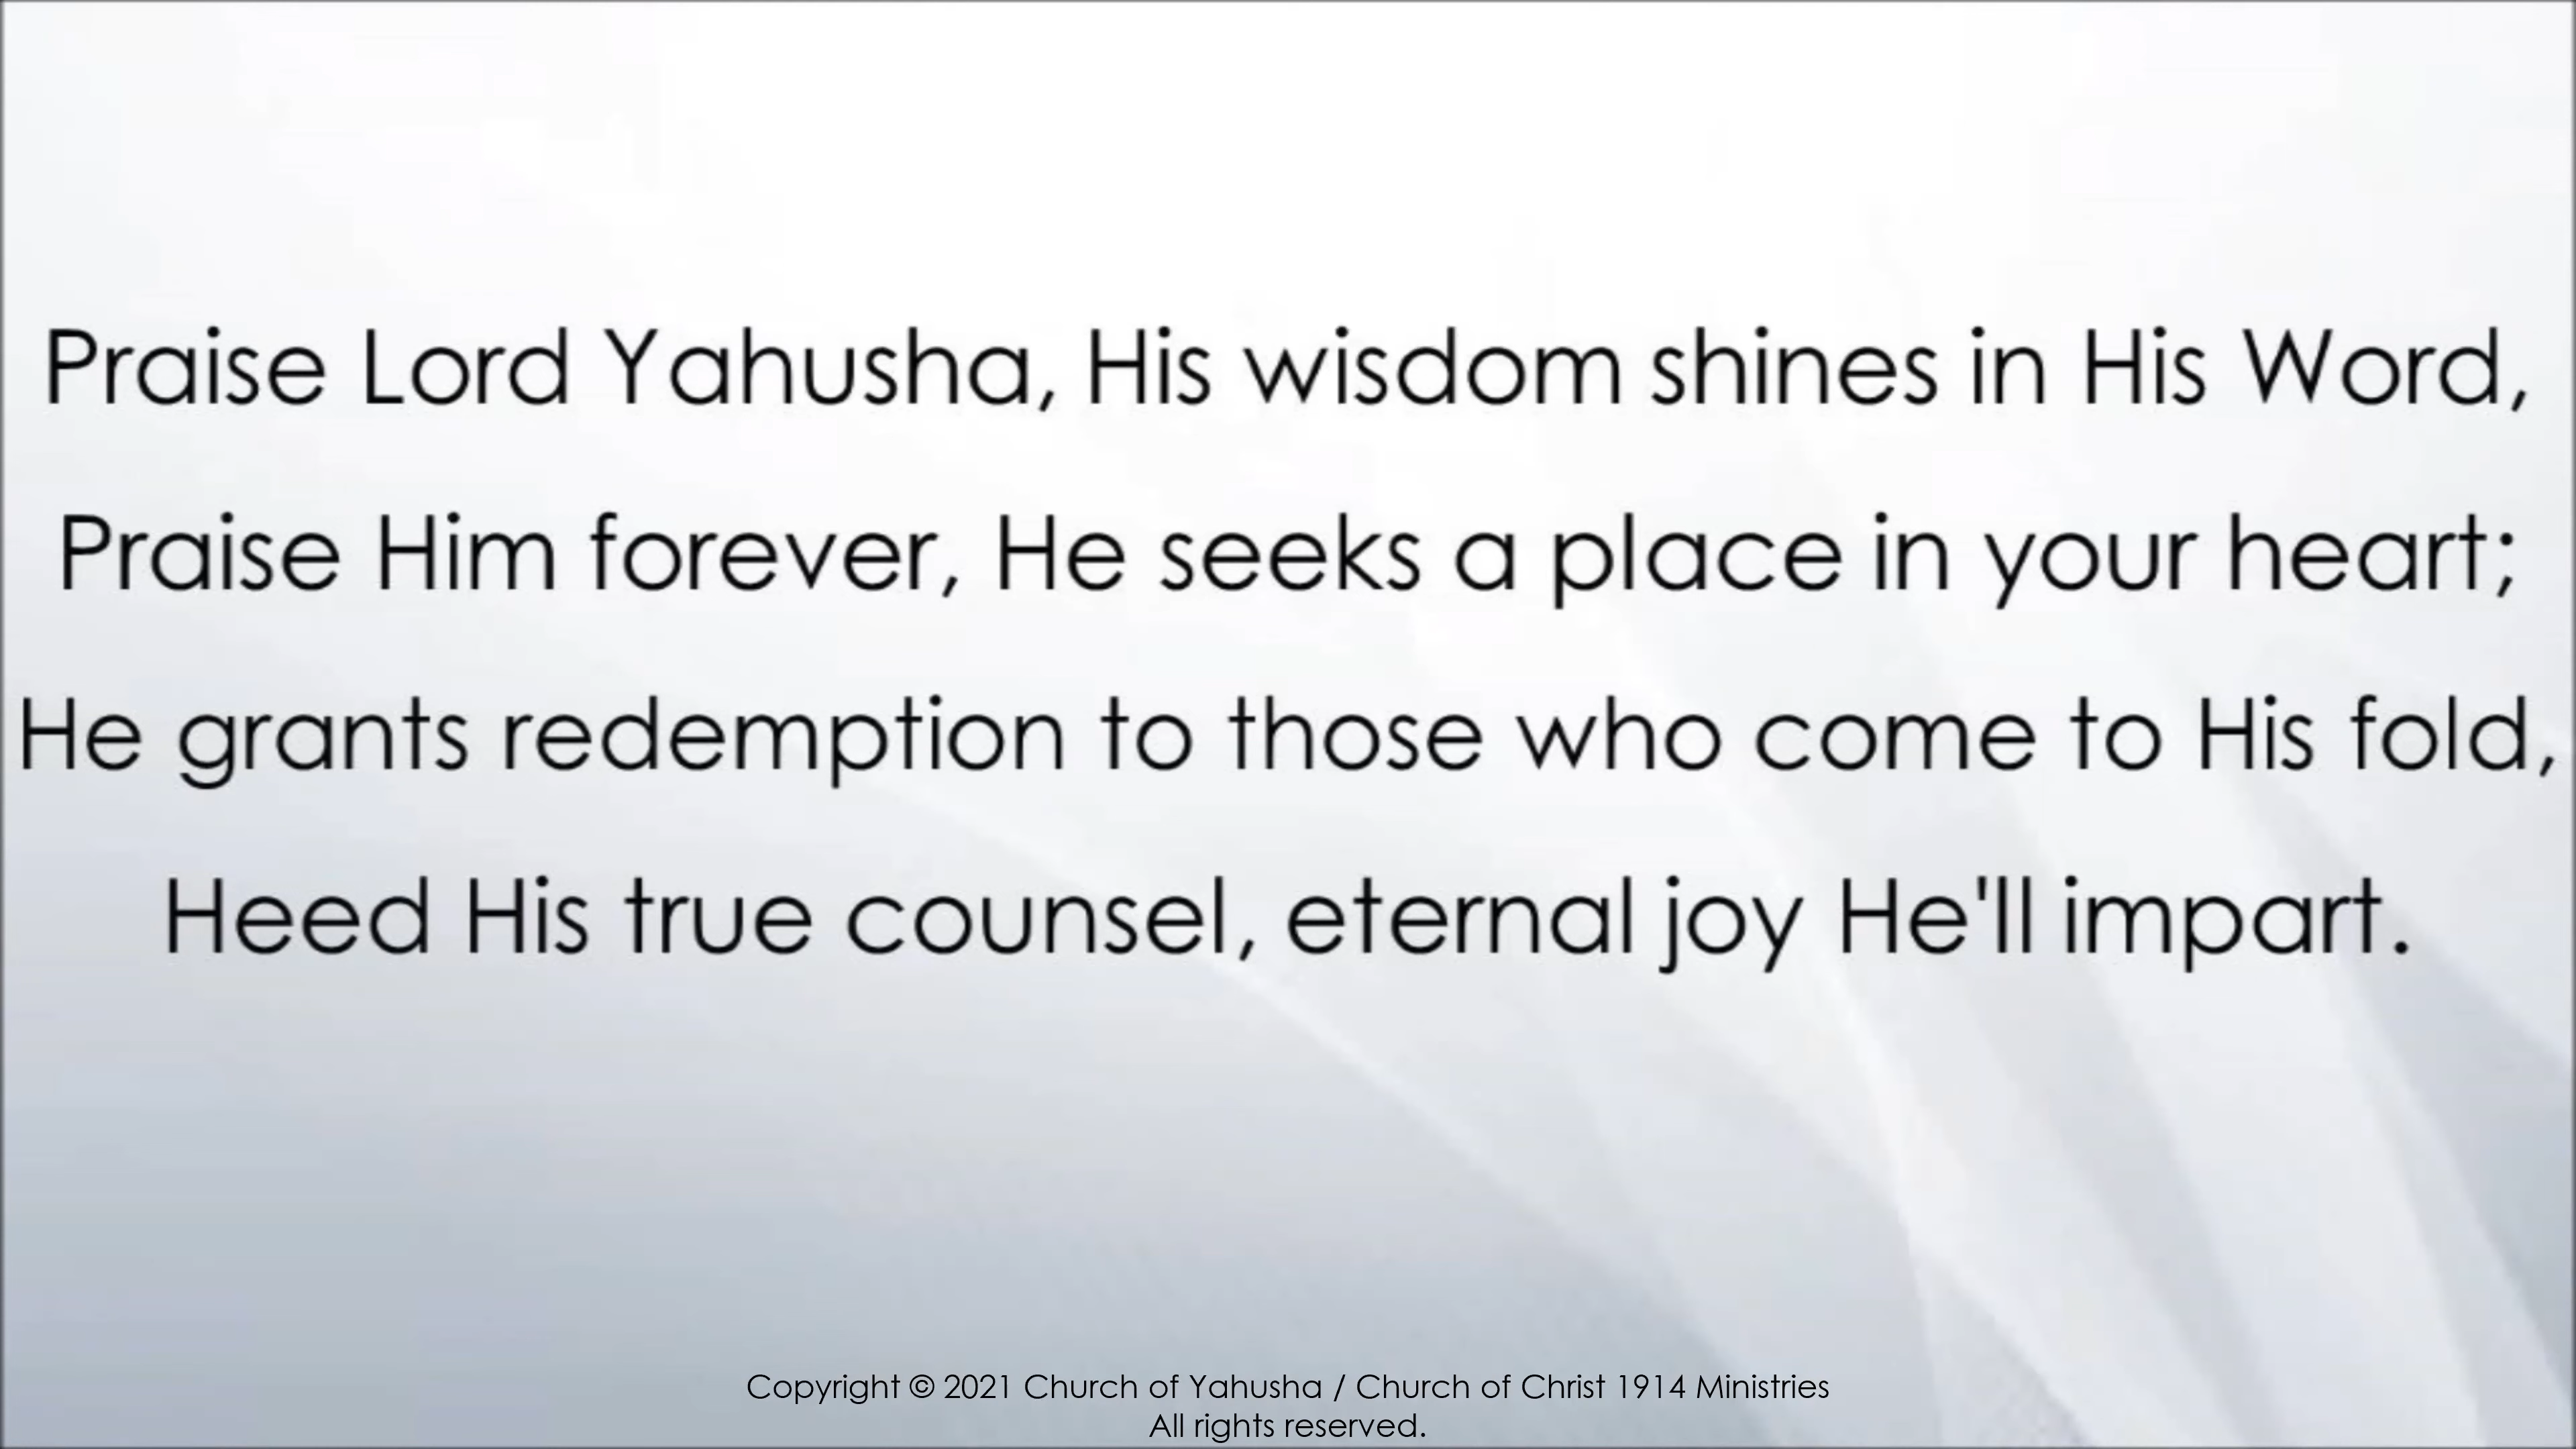 Praise Lord Yahusha, His wisdom shines in His Word,
Praise Him forever, He seeks a place in your heart;
He grants redemption to those who come to His fold,
Heed His true counsel, eternal joy He'll impart.
Copyright © 2021 Church of Yahusha / Church of Christ 1914 Ministries
All rights reserved.